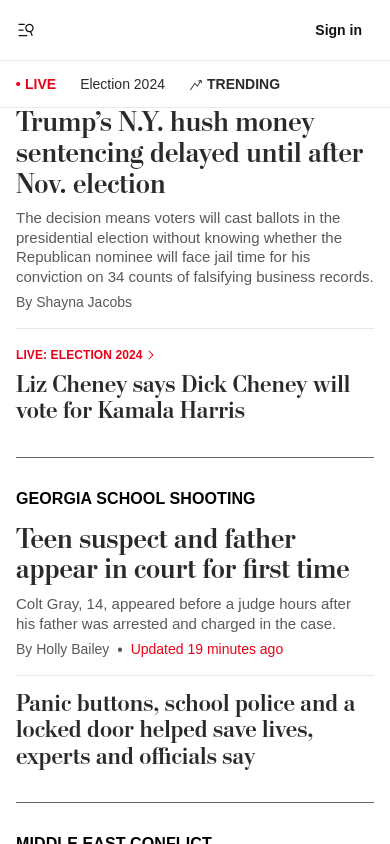 Sign in
• LIVE Election 2024 TRENDING
Trump’s N.Y. hush money
sentencing delayed until after
Nov. election
The decision means voters will cast ballots in the
presidential election without knowing whether the
Republican nominee will face jail time for his
conviction on 34 counts of falsifying business records.
By Shayna Jacobs
LIVE: ELECTION 2024
Liz Cheney says Dick Cheney will
vote for Kamala Harris
GEORGIA SCHOOL SHOOTING
Teen suspect and father
appear in court for first time
Colt Gray, 14, appeared before a judge hours after
his father was arrested and charged in the case.
By Holly Bailey • Updated 19 minutes ago
Panic buttons, school police and a
locked door helped save lives,
experts and officials say
MIDDLE EAST CONFLICT